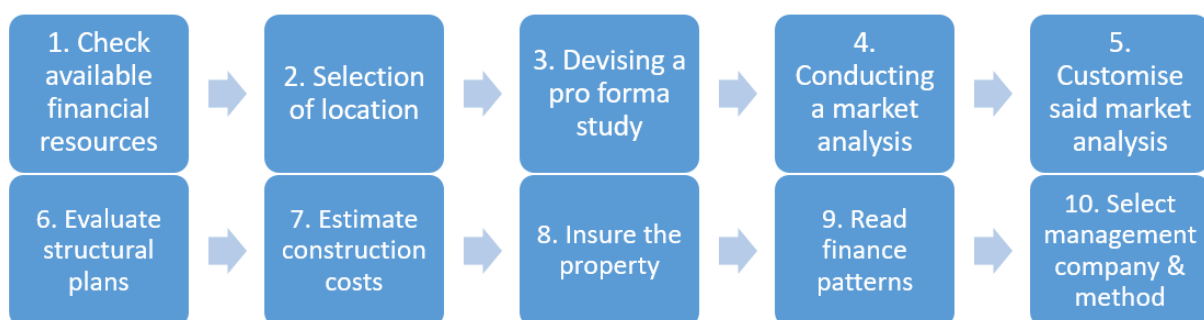 1. Check
available
financial
resources
2. Selection
of location
3. Devising a
pro forma
study
4.
Conducting
a market
analysis
5.
Customise
said market
analysis
6. Evaluate
structural
plans
7. Estimate
construction
costs
8. Insure the
property
9. Read
finance
patterns
10. Select
management
company &
method